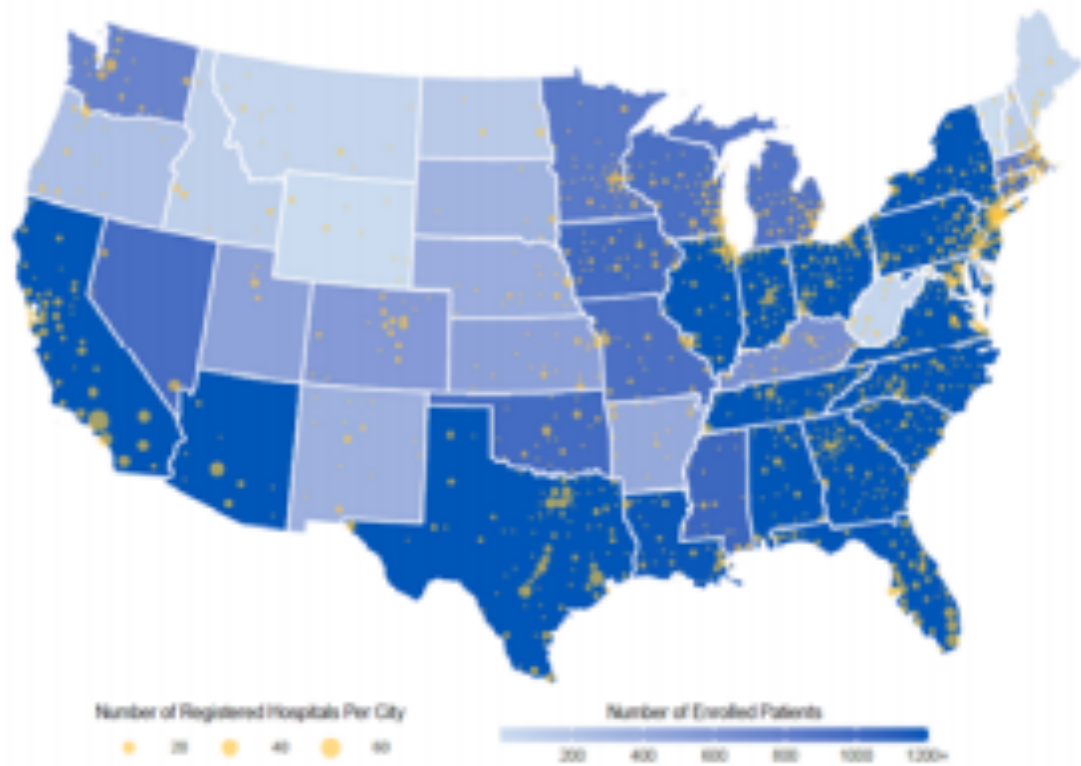 Number of Registered Hospitals Per City
20 40 60
Number of Enrolled Patients
200 400 600 800 1000 1200+